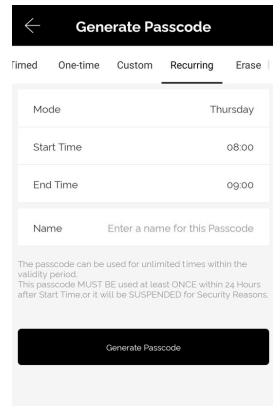 Generate Passcode
Timed One-time Custom Recurring Erase
Mode Thursday
Start Time 08:00
End Time 09:00
Name Enter a name for this Passcode
The passcode can be used for unlimited times within the
validity period.
This passcode MUST BE used at least ONCE within 24 Hours
after Start Time,or it will be SUSPENDED for Security Reasons.
Generate Passcode